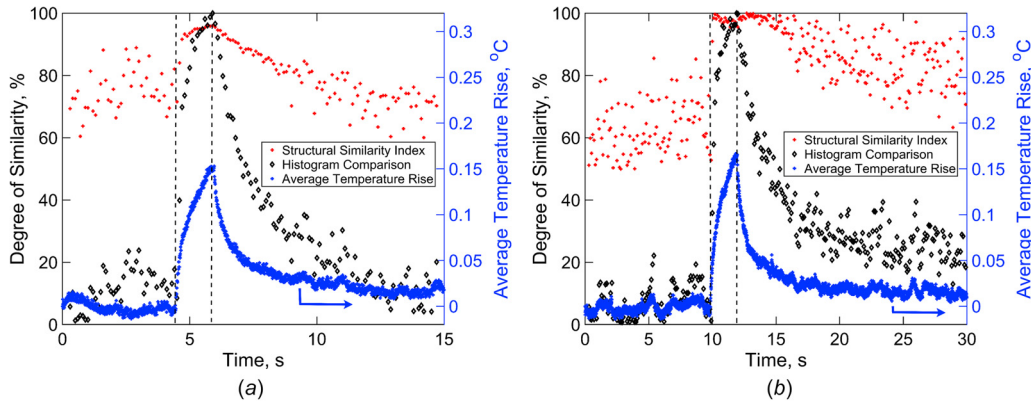 100
80
60
40
20
0
Degree of Similarity, %
0.3
0.25
0.2
0.15
0.1
0.05
0
Average Temperature Rise, °C
Structural Similarity Index
Histogram Comparison
Average Temperature Rise
0 5 10 15
Time, s
(a)
100
80
60
40
20
0
Degree of Similarity, %
0.3
0.25
0.2
0.15
0.1
0.05
0
Average Temperature Rise, °C
Structural Similarity Index
Histogram Comparison
Average Temperature Rise
0 5 10 15 20 25 30
Time, s
(b)